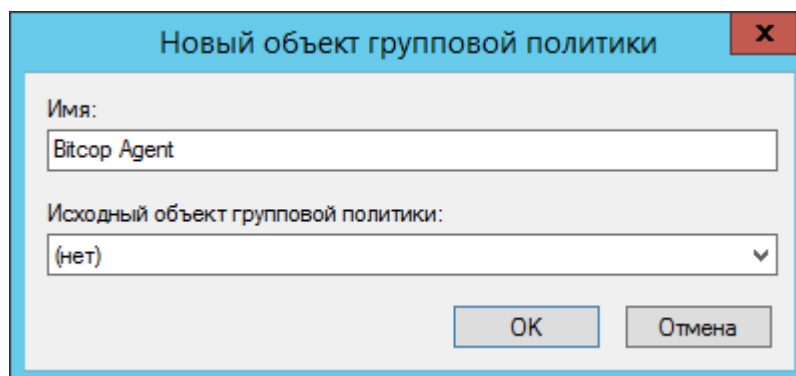 Новый объект групповой политики
x
Имя:
Bitcop Agent
Исходный объект групповой политики:
(нет)
OK
Отмена